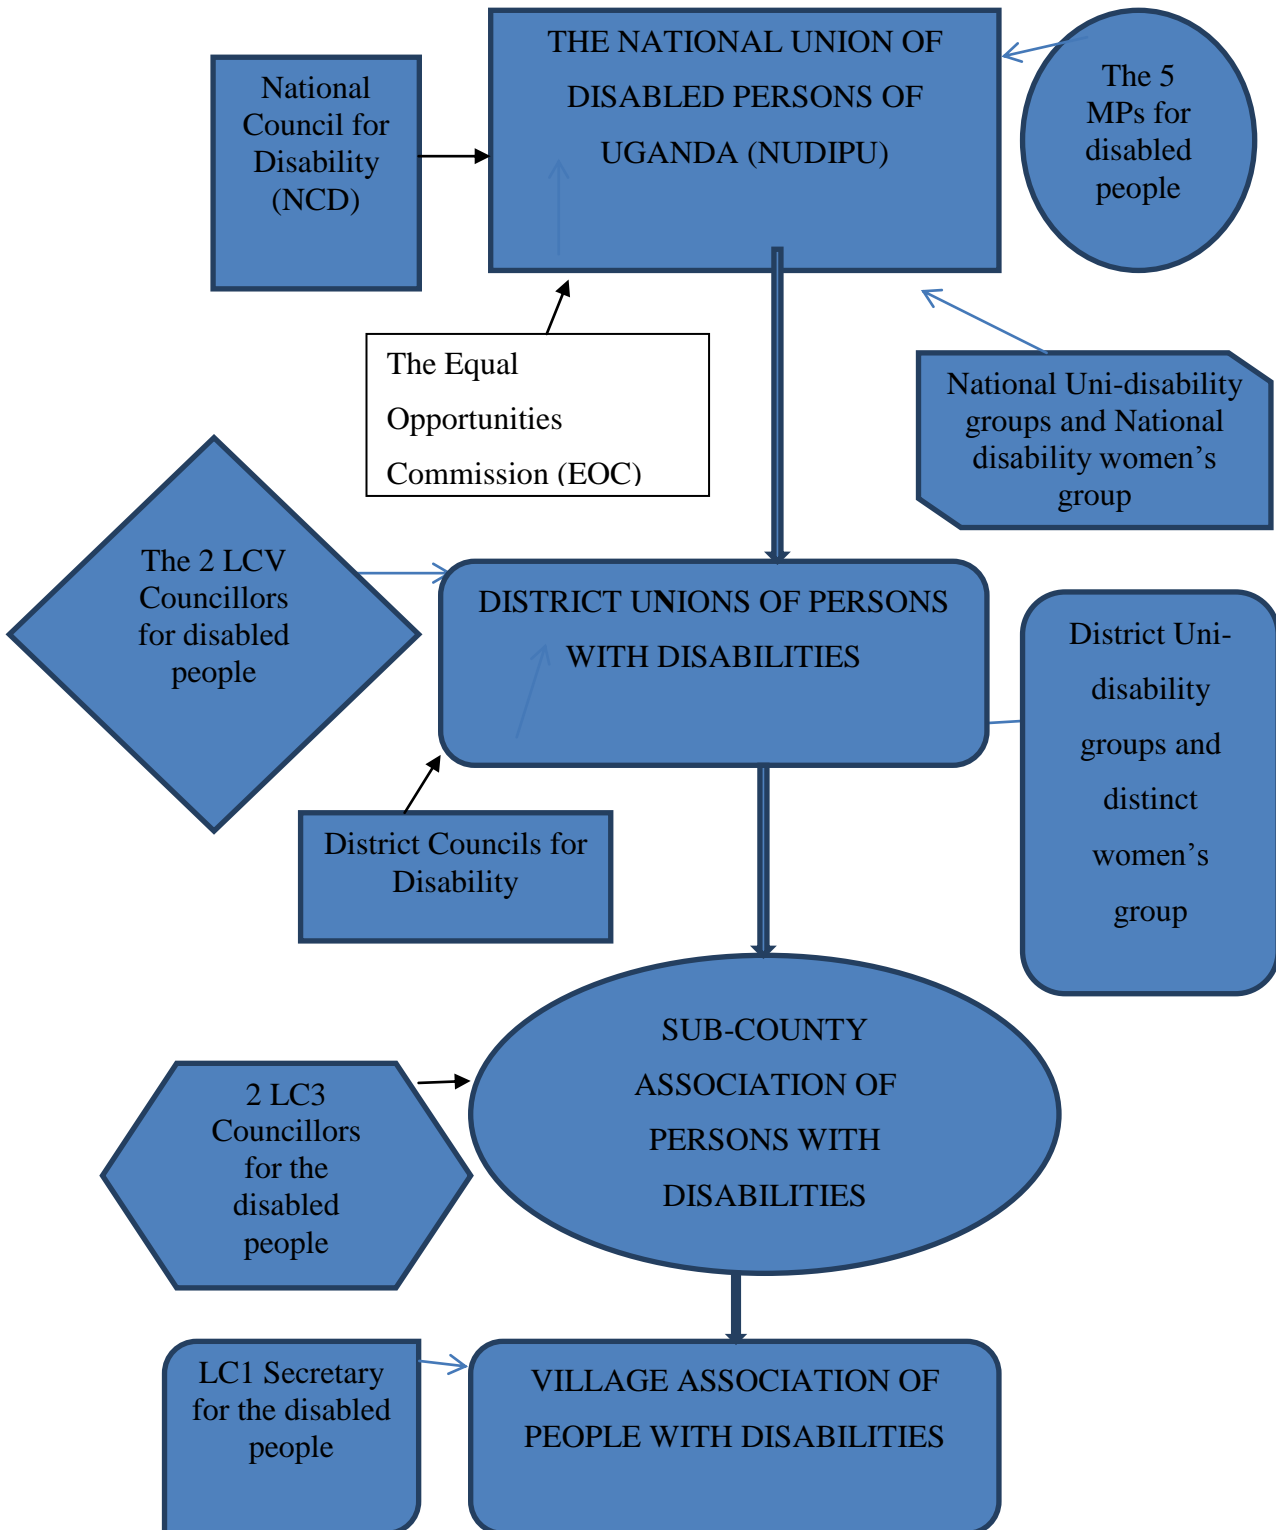 THE NATIONAL UNION OF
DISABLED PERSONS OF
UGANDA (NUDIPU)
National
Council for
Disability
(NCD)
The 5
MPs for
disabled
people
The Equal
Opportunities
Commission (EOC)
National Uni-disability
groups and National
disability women’s
group
The 2 LCV
Councillors
for disabled
people
DISTRICT UNIONS OF PERSONS
WITH DISABILITIES
District Uni-
disability
groups and
distinct
women’s
group
District Councils for
Disability
SUB-COUNTY
ASSOCIATION OF
PERSONS WITH
DISABILITIES
2 LC3
Councillors
for the
disabled
people
LC1 Secretary
for the disabled
people
VILLAGE ASSOCIATION OF
PEOPLE WITH DISABILITIES